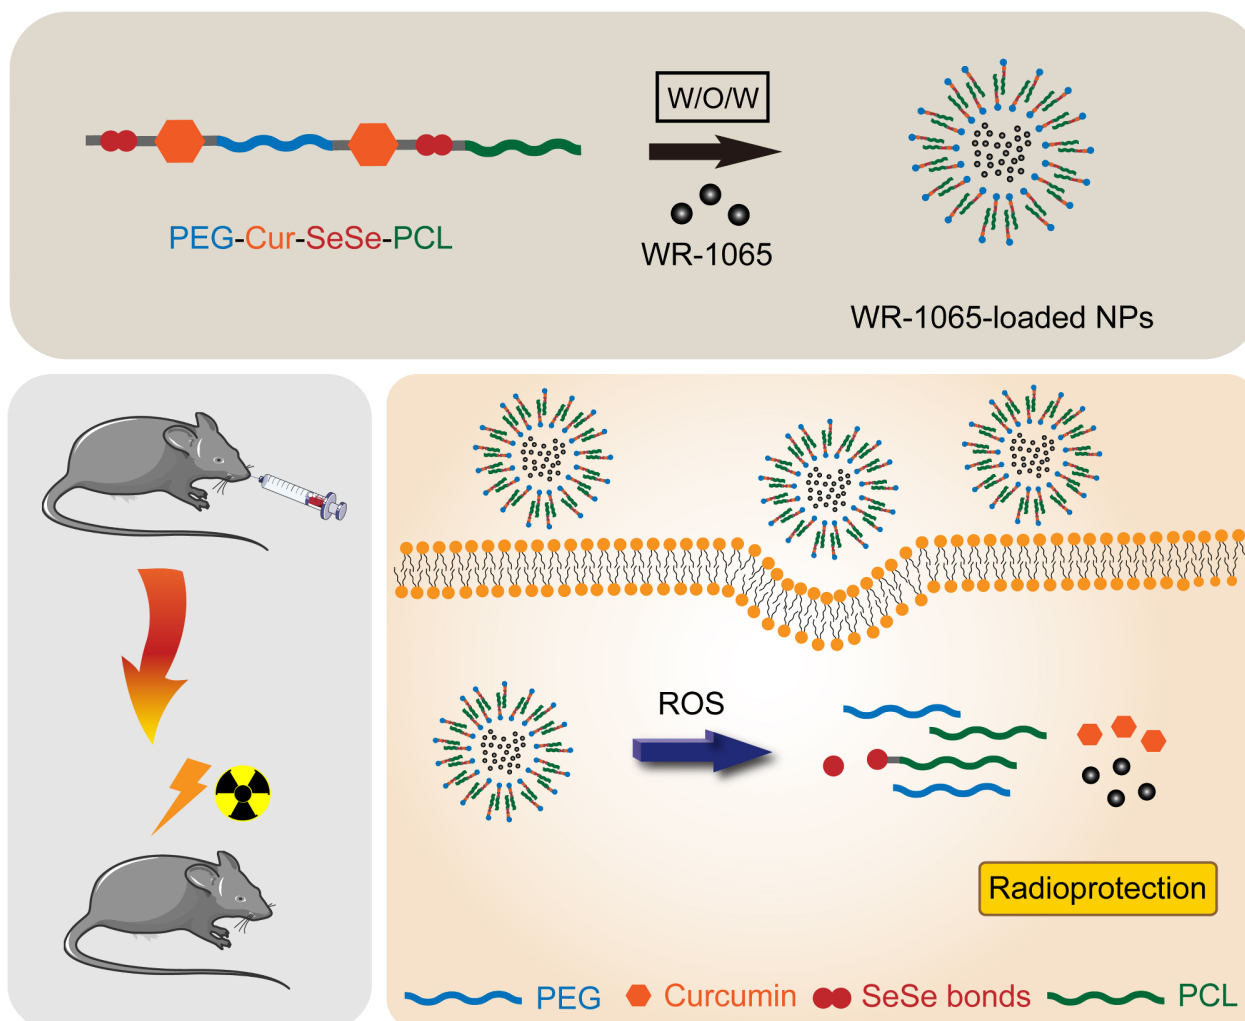 W/O/W
PEG-Cur-SeSe-PCL
WR-1065
WR-1065-loaded NPs
ROS
Radioprotection
PEG Curcumin SeSe bonds PCL